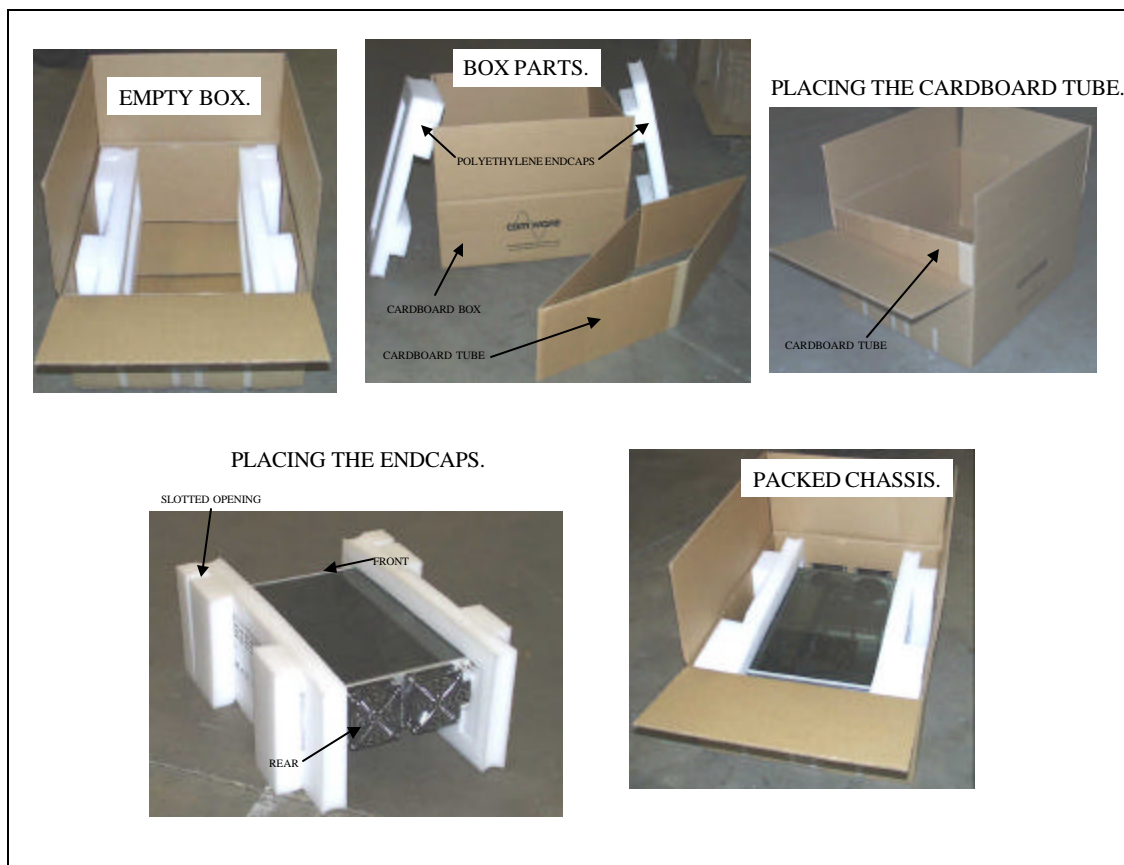 EMPTY BOX.
BOX PARTS.
PLACING THE CARDBOARD TUBE.
POLYETHYLENE ENDCAPS
CARDBOARD BOX
CARDBOARD TUBE
CARDBOARD TUBE
PLACING THE ENDCAPS.
SLOTTED OPENING
FRONT
REAR
PACKED CHASSIS.